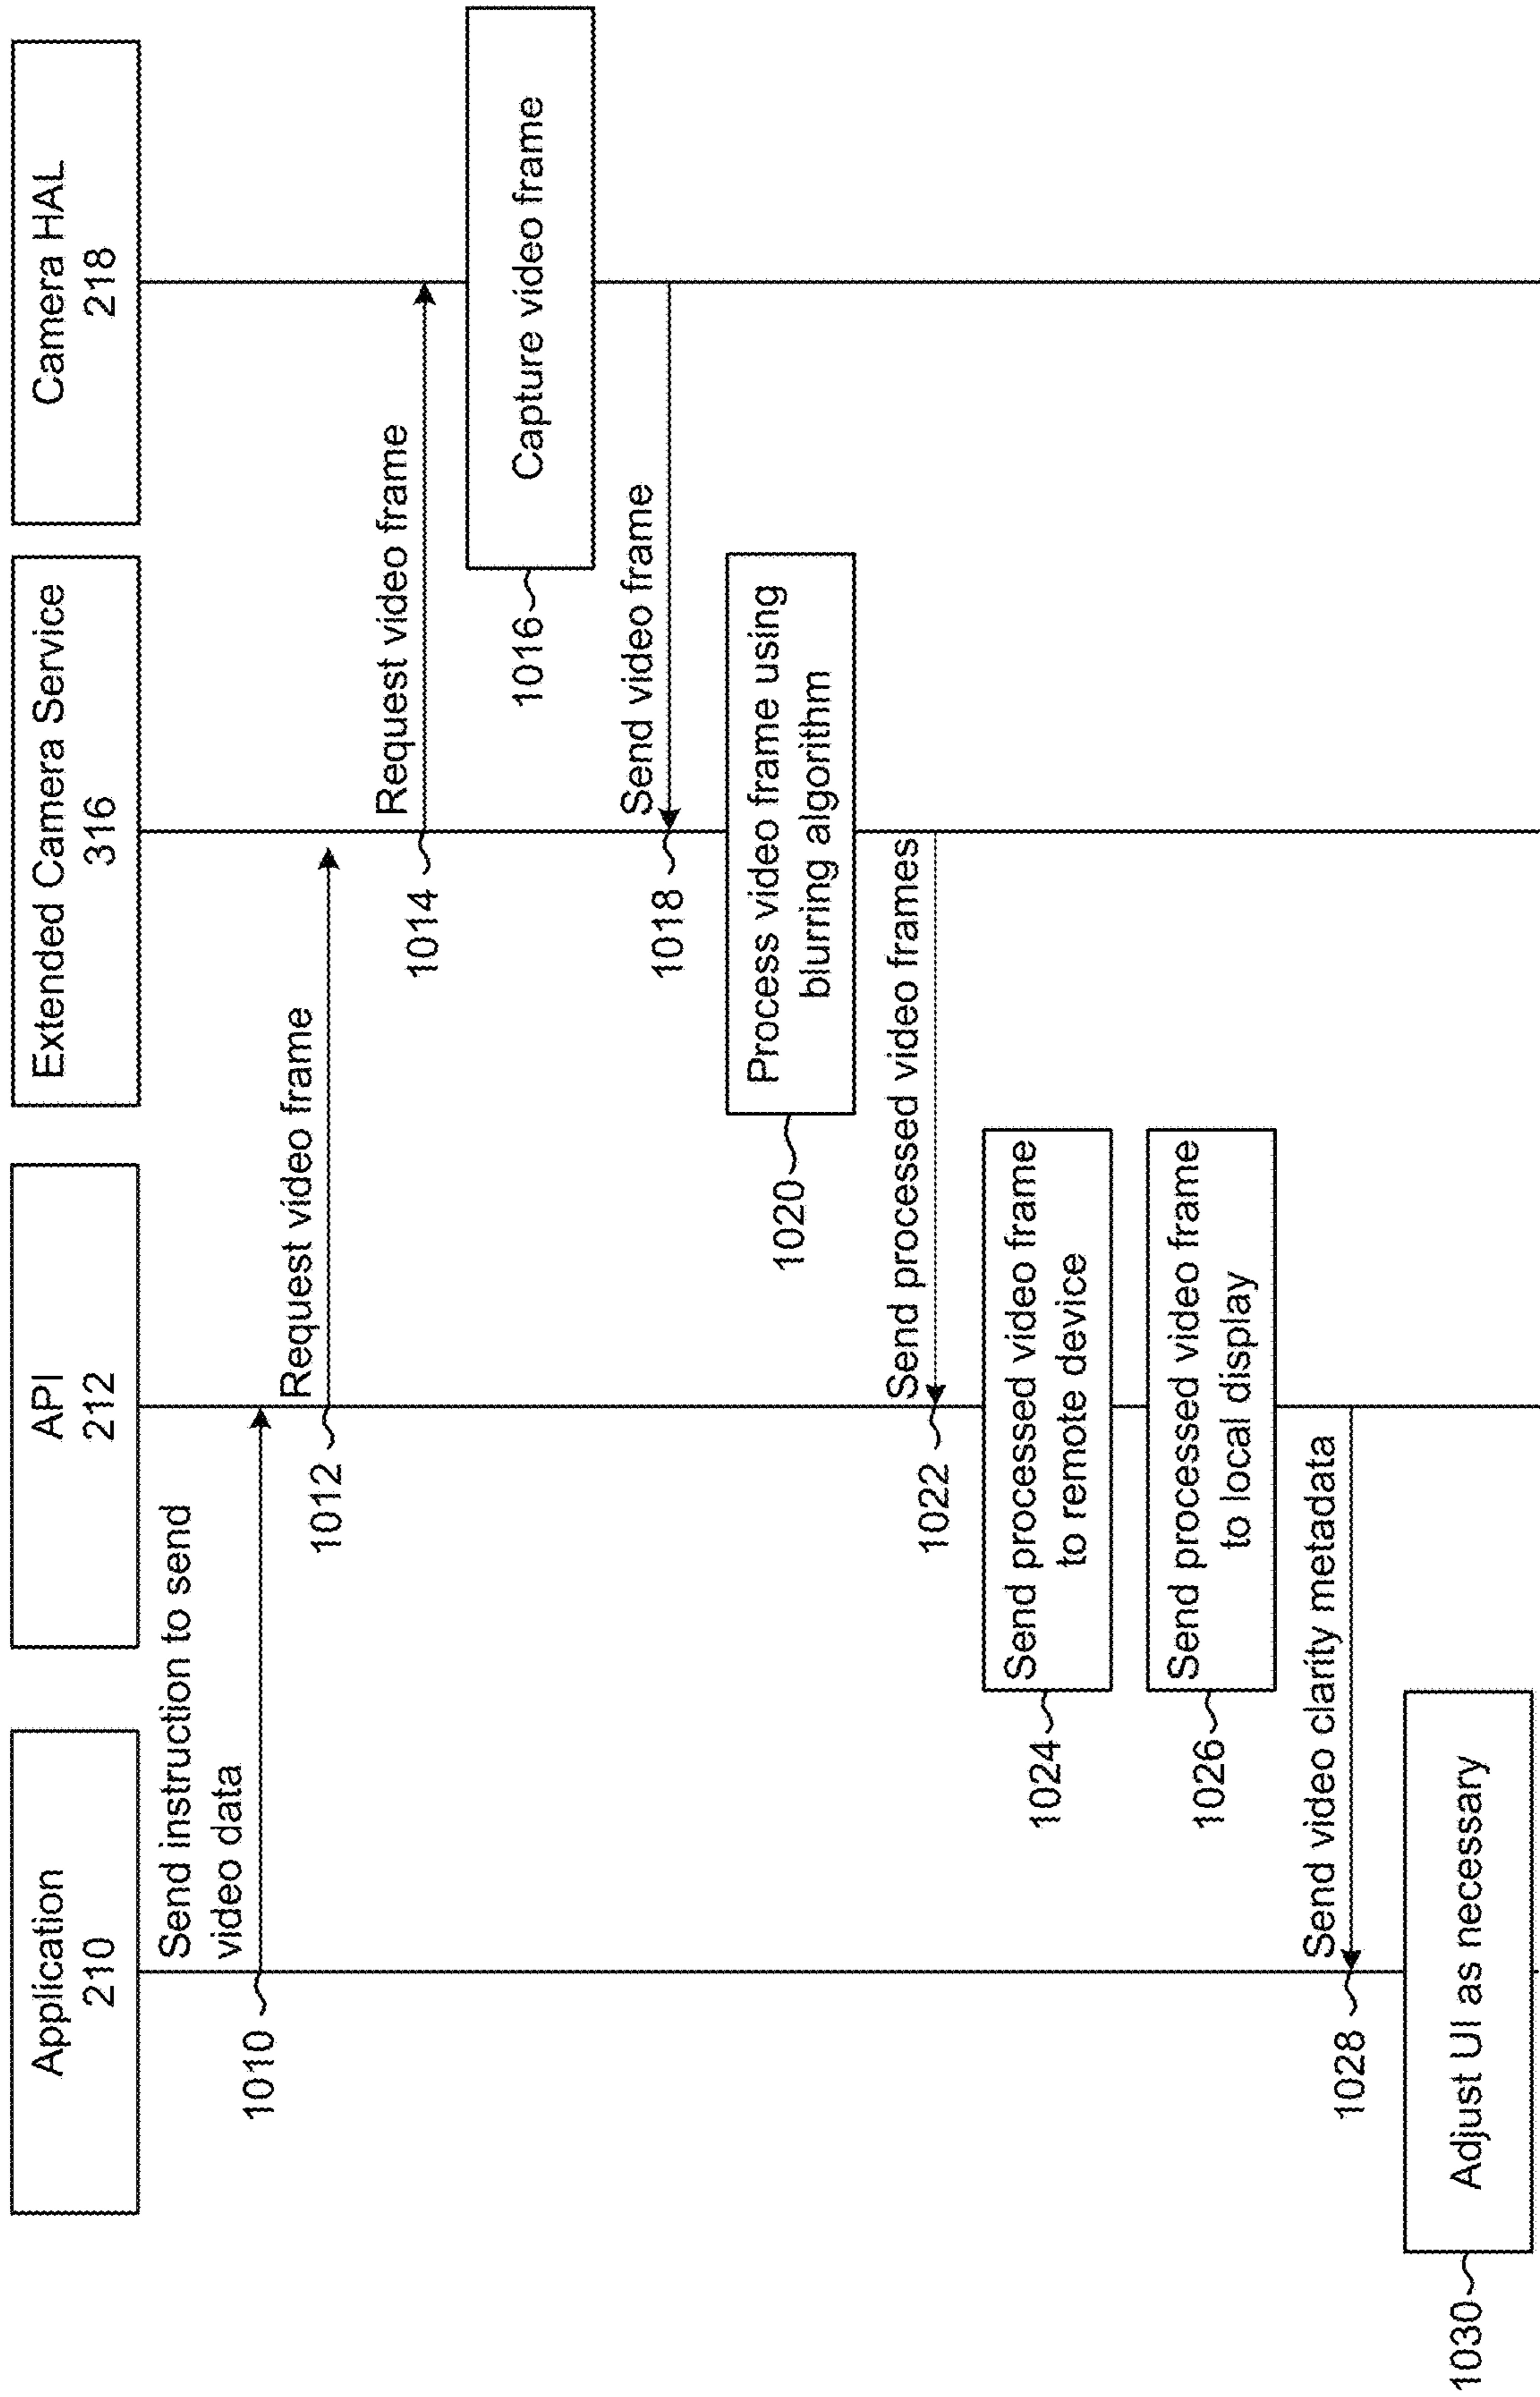 Application
210
API
212
Extended Camera Service
316
Camera HAL
218
Send instruction to send
video data
1010
Request video frame
1012
Request video frame
1014
Capture video frame
1016
Send video frame
1018
Process video frame using
blurring algorithm
1020
Send processed video frames
1022
Send processed video frame
to remote device
1024
Send processed video frame
to local display
1026
Send video clarity metadata
1028
Adjust UI as necessary
1030